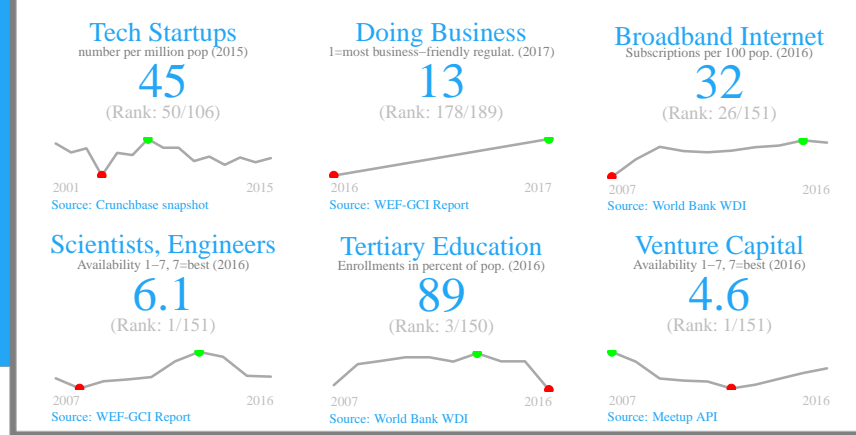 Tech Startups
number per million pop (2015)
45
(Rank: 50/106)
2001 2015
Source: Crunchbase snapshot
Doing Business
1=most business–friendly regulat. (2017)
13
(Rank: 178/189)
2016 2017
Source: WEF-GCI Report
Broadband Internet
Subscriptions per 100 pop. (2016)
32
(Rank: 26/151)
2007 2016
Source: World Bank WDI
Scientists, Engineers
Availability 1–7, 7=best (2016)
6.1
(Rank: 1/151)
2007 2016
Source: WEF-GCI Report
Tertiary Education
Enrollments in percent of pop. (2016)
89
(Rank: 3/150)
2007 2016
Source: World Bank WDI
Venture Capital
Availability 1–7, 7=best (2016)
4.6
(Rank: 1/151)
2007 2016
Source: Meetup API